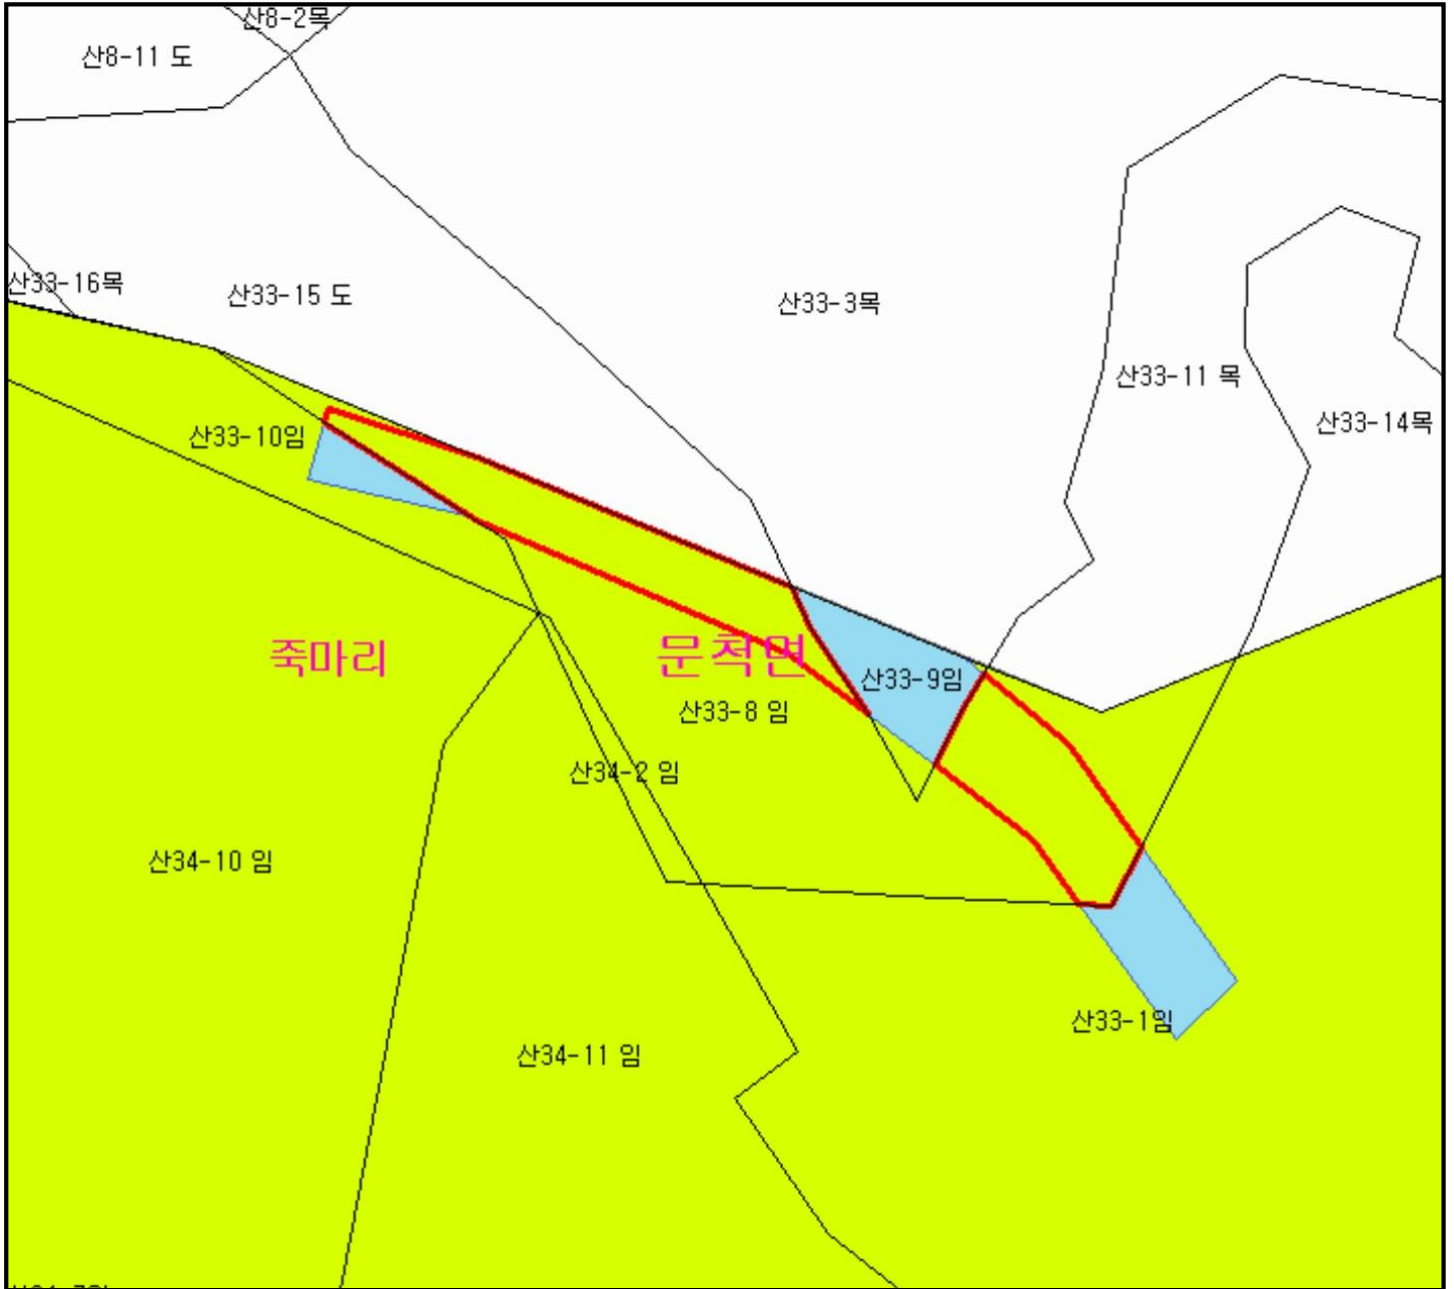 산8-2목
산8-11 도
산33-16목
산33-15 도
산33-3목
산33-11 목
산33-14목
산33-10임
죽마리
문척면
산33-9임
산33-8 임
산34-2 임
산34-10 임
산33-1임
산34-11 임